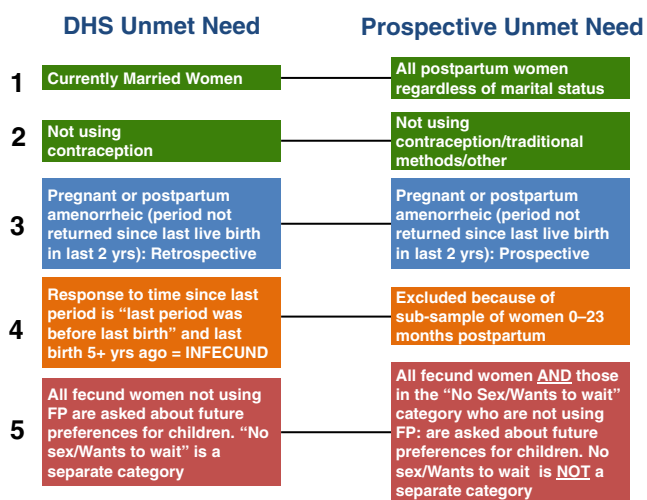 DHS Unmet Need
Prospective Unmet Need
1
Currently Married Women
All postpartum women
regardless of marital status
2
Not using
contraception
Not using
contraception/traditional
methods/other
3
Pregnant or postpartum
amenorrheic (period not
returned since last live birth
in last 2 yrs): Retrospective
Pregnant or postpartum
amenorrheic (period not
returned since last live birth
in last 2 yrs): Prospective
4
Response to time since last
period is “last period was
before last birth” and last
birth 5+ yrs ago = INFECUND
Excluded because of
sub-sample of women 0–23
months postpartum
5
All fecund women not using
FP are asked about future
preferences for children. “No
sex/Wants to wait” is a
separate category
All fecund women AND those
in the “No Sex/Wants to wait”
category who are not using
FP: are asked about future
preferences for children. No
sex/Wants to wait is NOT a
separate category